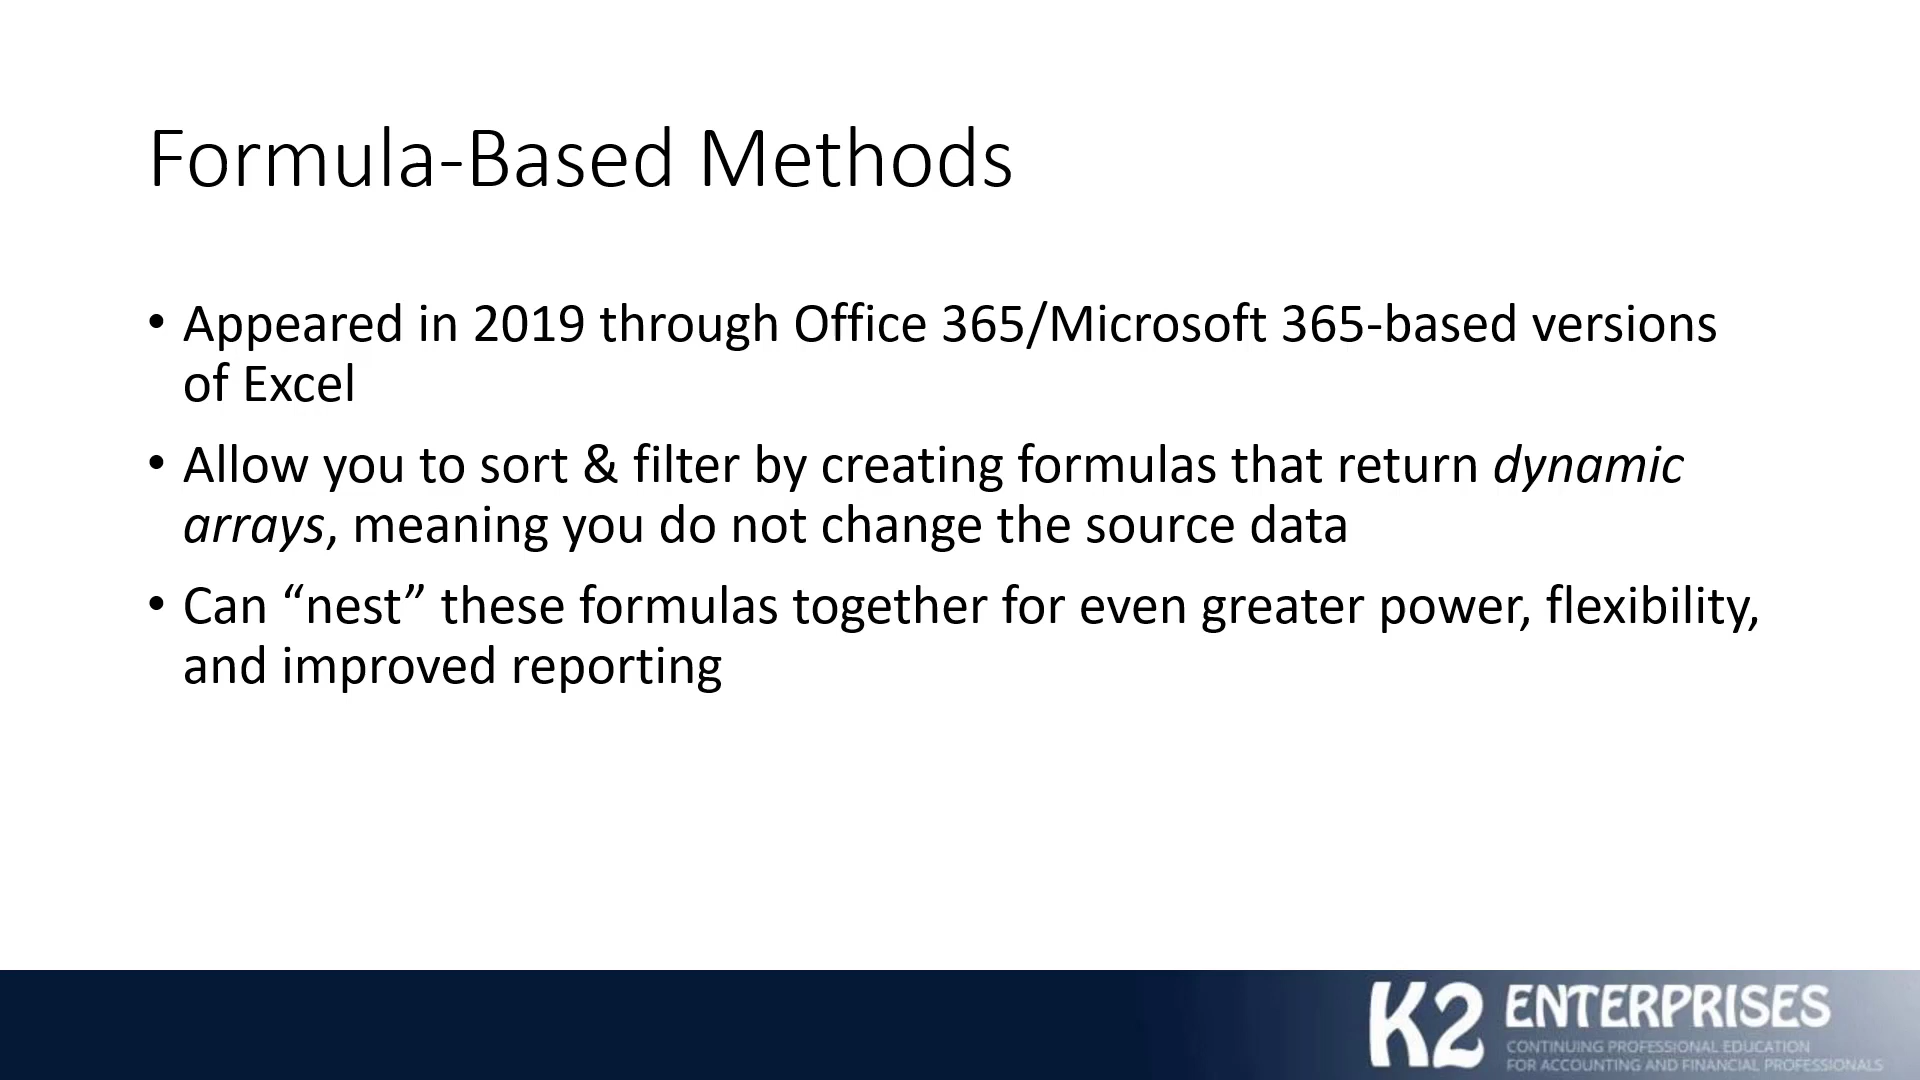 Formula-Based Methods
• Appeared in 2019 through Office 365/Microsoft 365-based versions
of Excel
• Allow you to sort & filter by creating formulas that return dynamic
arrays, meaning you do not change the source data
• Can “nest” these formulas together for even greater power, flexibility,
and improved reporting
K2 ENTERPRISES
CONTINUING PROFESSIONAL EDUCATION
FOR ACCOUNTING AND FINANCIAL PROFESSIONALS